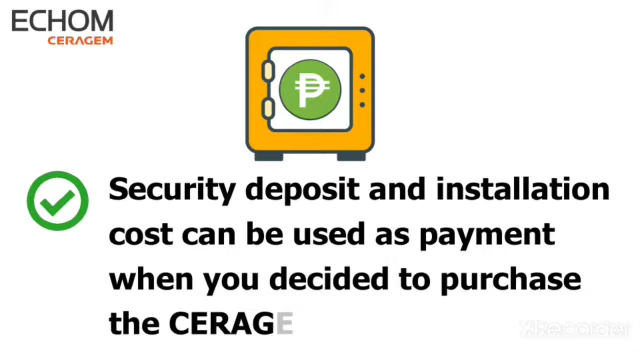 ECHOM
CERAGEM
₱
Security deposit and installation
cost can be used as payment
when you decided to purchase
the CERAGE
XRecorder